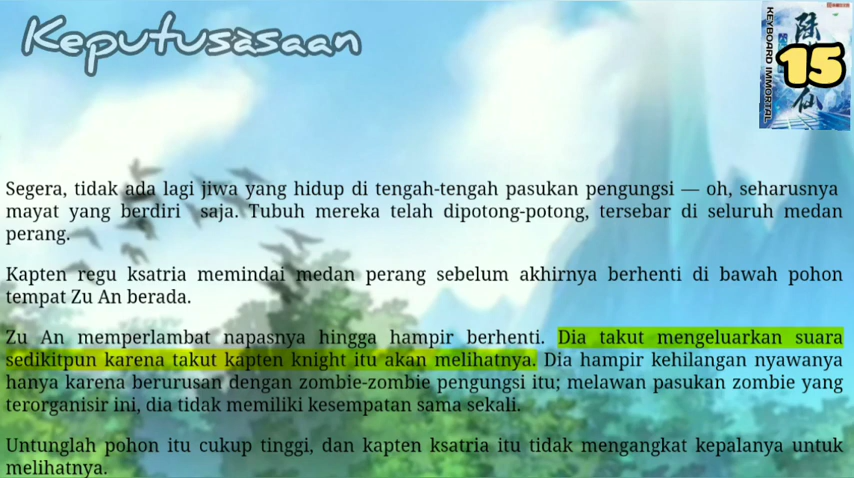 Keputusàsaan
KEYBOARD IMMORTAL
15
Segera, tidak ada lagi jiwa yang hidup di tengah-tengah pasukan pengungsi — oh, seharusnya
mayat yang berdiri saja. Tubuh mereka telah dipotong-potong, tersebar di seluruh medan
perang.
Kapten regu ksatria memindai medan perang sebelum akhirnya berhenti di bawah pohon
tempat Zu An berada.
Zu An memperlambat napasnya hingga hampir berhenti. Dia takut mengeluarkan suara
sedikitpun karena takut kapten knight itu akan melihatnya. Dia hampir kehilangan nyawanya
hanya karena berurusan dengan zombie-zombie pengungsi itu; melawan pasukan zombie yang
terorganisir ini, dia tidak memiliki kesempatan sama sekali.
Untunglah pohon itu cukup tinggi, dan kapten ksatria itu tidak mengangkat kepalanya untuk
melihatnya.